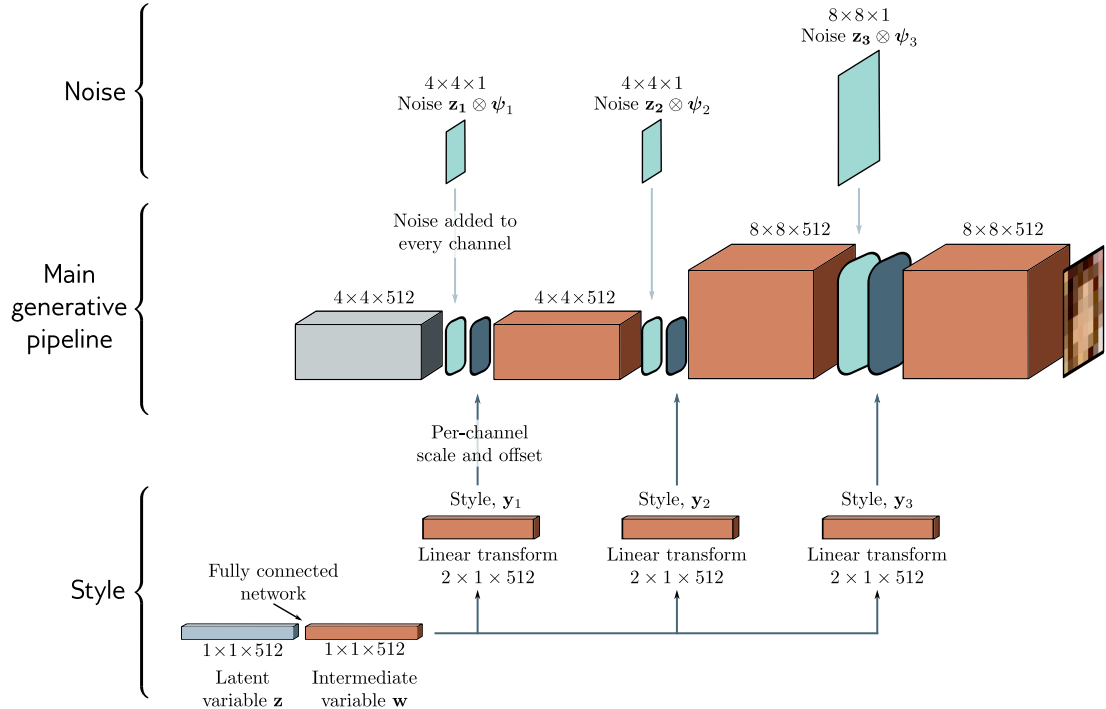 Noise
4×4×1
Noise z₁ ⊗ ψ₁
4×4×1
Noise z₂ ⊗ ψ₂
8×8×1
Noise z₃ ⊗ ψ₃
Main
generative
pipeline
Noise added to
every channel
4×4×512
4×4×512
8×8×512
8×8×512
Per-channel
scale and offset
Style
Style, y₁
Linear transform
2 × 1 × 512
Style, y₂
Linear transform
2 × 1 × 512
Style, y₃
Linear transform
2 × 1 × 512
Fully connected
network
1×1×512
Latent
variable z
1×1×512
Intermediate
variable w